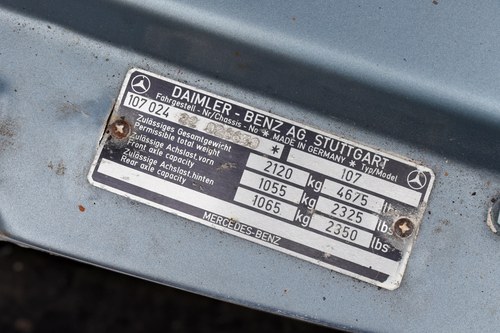 DAIMLER - BENZ AG STUTTGART
Fahrgestell - Nr/Chassis - No ★ MADE IN GERMANY ★ Typ/Model
107 024 ★ 107
Zulässiges Gesamtgewicht
Permissible total weight 2120 kg 4675 lbs
Zulässige Achslast.vorn
Front axle capacity 1055 kg 2325 lbs
Zulässige Achslast.hinten
Rear axle capacity 1065 kg 2350 lbs
MERCEDES-BENZ